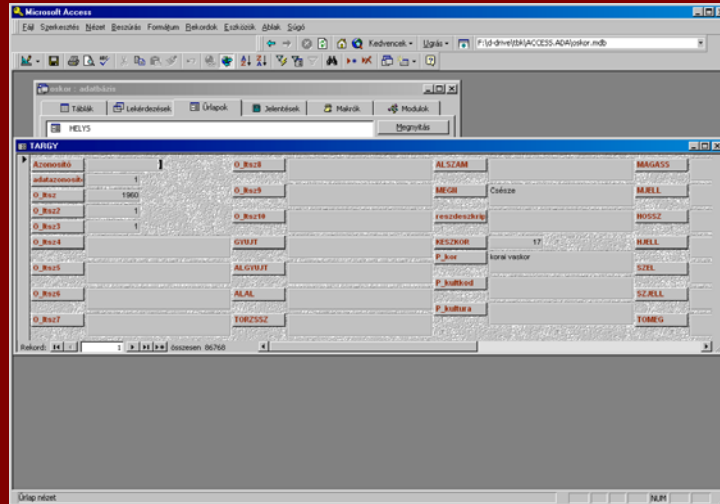 Microsoft Access
Fájl Szerkesztés Nézet Beszúrás Formátum Rekordok Eszközök Ablak Súgó
Kedvencek Ugrás F:\d-drive\tbk\ACCESS.ADA\oskor.mdb
oskor : adatbázis
Táblák Lekérdezések Űrlapok Jelentések Makrók Modulok
HELYS Megnyitás
TARGY
Azonosító 1 O_ltsz8 ALSZAM MAGASS
adatazonosít 1
O_ltsz 1960 O_ltsz9 MEGH Csésze MJELL
O_ltsz2 1 O_ltsz10 reszdeszkrip HOSSZ
O_ltsz3 1
O_ltsz4 GYUJT KESZKOR 17 HJELL
P_kor korai vaskor
O_ltsz5 ALGYUJT SZEL
P_kultkod
O_ltsz6 ALAL SZJELL
P_kultura
O_ltsz7 TORZSSZ TOMEG
Rekord: 1 összesen 86768
Űrlap nézet NUM